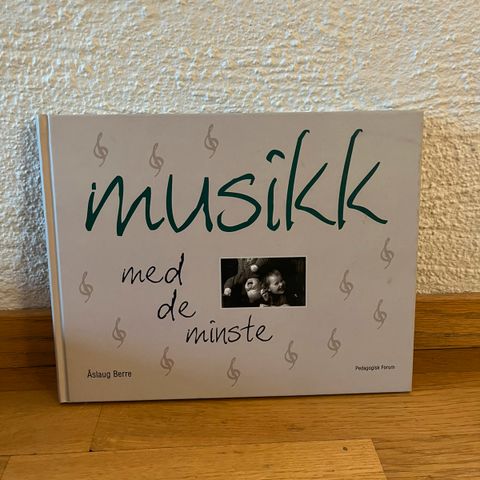 musikk
med
de
minste
Åslaug Berre
Pedagogisk Forum